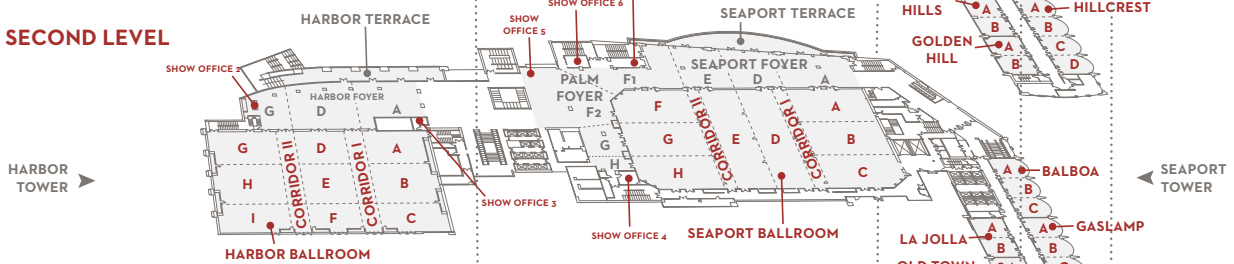 SECOND LEVEL
HARBOR TERRACE
SHOW
OFFICE 5
SHOW OFFICE 6
SEAPORT TERRACE
HILLS
A
B
GOLDEN
HILL
A
B
A
HILLCREST
B
C
D
SHOW OFFICE 2
HARBOR FOYER
G
D
A
PALM
FOYER
F1
F2
G
H
SEAPORT FOYER
E
D
A
HARBOR
TOWER
G
H
I
CORRIDOR II
D
E
F
CORRIDOR I
A
B
C
HARBOR BALLROOM
SHOW OFFICE 3
SHOW OFFICE 4
F
G
H
CORRIDOR II
E
D
CORRIDOR I
A
B
C
SEAPORT BALLROOM
A
BALBOA
B
C
LA JOLLA
A
B
A
GASLAMP
B
OLD TOWN
SEAPORT
TOWER